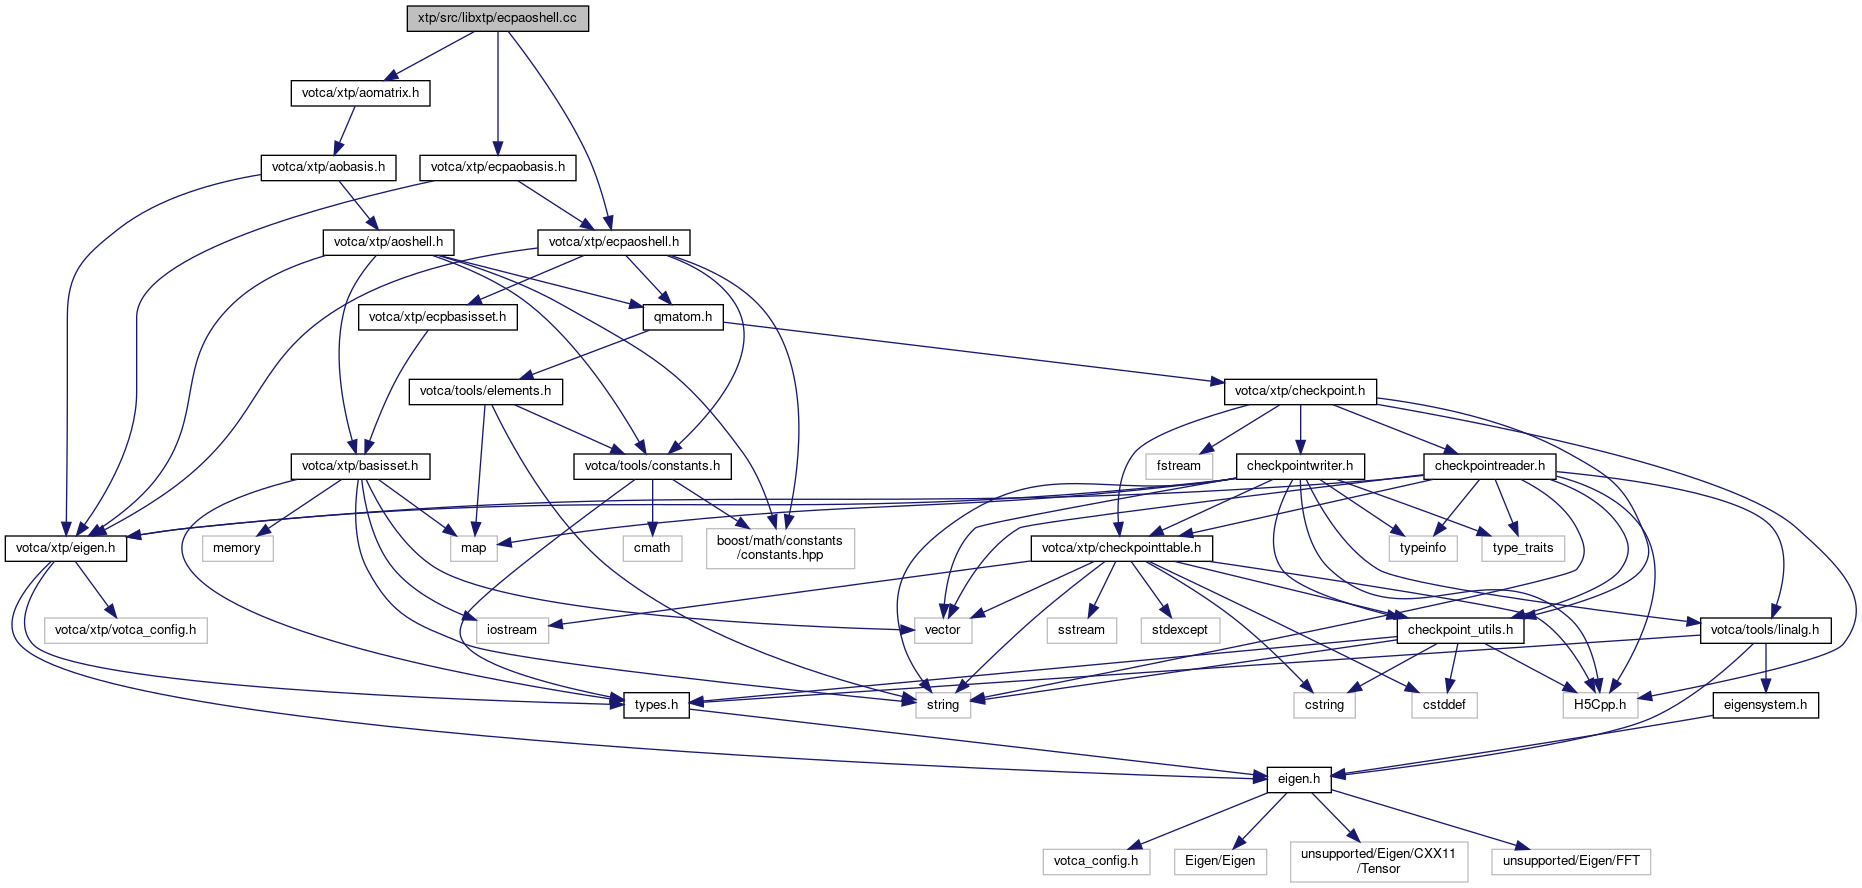 xtp/src/libxtp/ecpaoshell.cc
votca/xtp/aomatrix.h
votca/xtp/aobasis.h
votca/xtp/ecpaobasis.h
votca/xtp/aoshell.h
votca/xtp/ecpaoshell.h
votca/xtp/ecpbasisset.h
qmatom.h
votca/tools/elements.h
votca/xtp/checkpoint.h
votca/xtp/basisset.h
votca/tools/constants.h
fstream
checkpointwriter.h
checkpointreader.h
votca/xtp/eigen.h
memory
map
cmath
boost/math/constants
/constants.hpp
votca/xtp/checkpointtable.h
typeinfo
type_traits
votca/xtp/votca_config.h
iostream
vector
sstream
stdexcept
checkpoint_utils.h
votca/tools/linalg.h
types.h
string
cstring
cstddef
H5Cpp.h
eigensystem.h
eigen.h
votca_config.h
Eigen/Eigen
unsupported/Eigen/CXX11
/Tensor
unsupported/Eigen/FFT